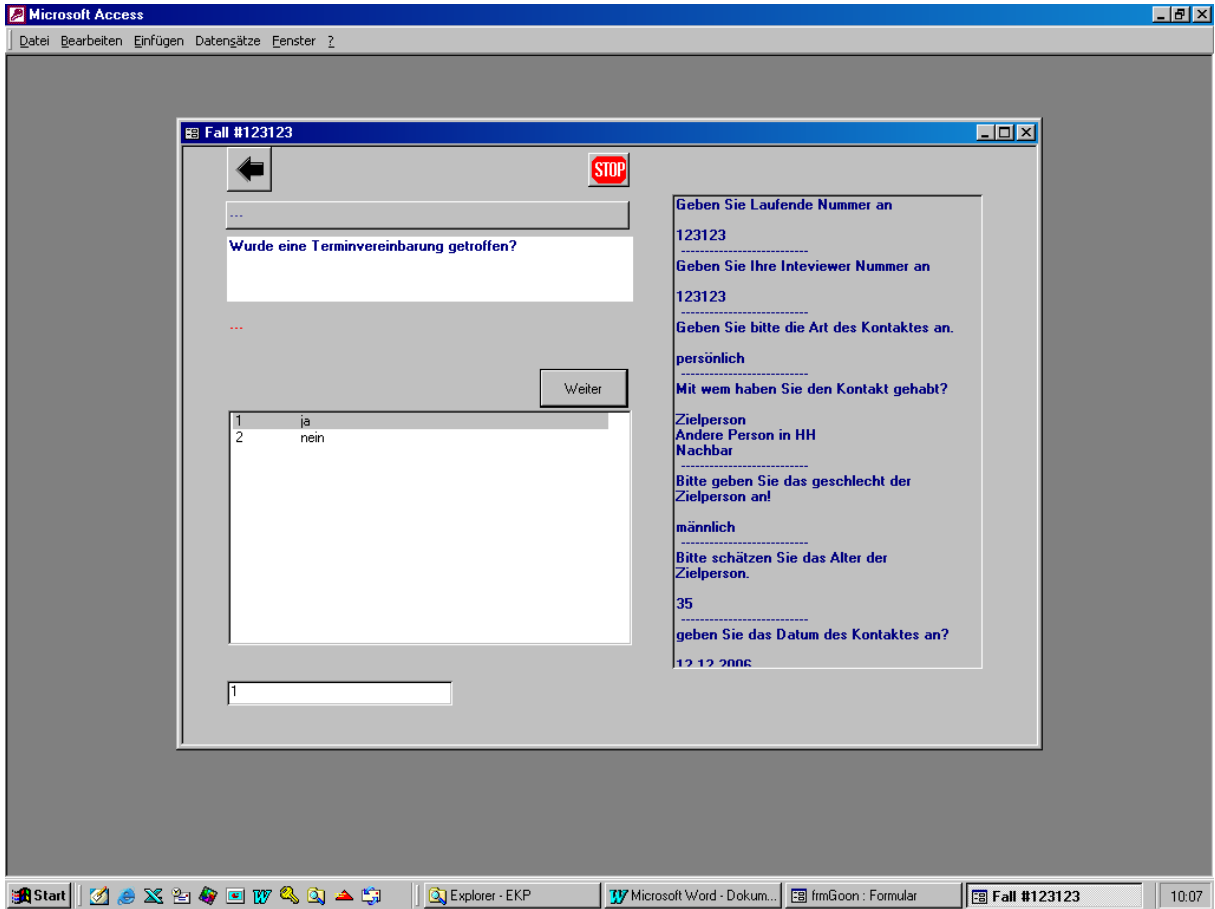 Microsoft Access
Datei Bearbeiten Einfügen Datensätze Fenster ?
Fall #123123
STOP
...
Wurde eine Terminvereinbarung getroffen?
...
Weiter
1 ja
2 nein
1
Geben Sie Laufende Nummer an
123123
---------------------------
Geben Sie Ihre Inteviewer Nummer an
123123
---------------------------
Geben Sie bitte die Art des Kontaktes an.
persönlich
---------------------------
Mit wem haben Sie den Kontakt gehabt?
Zielperson
Andere Person in HH
Nachbar
---------------------------
Bitte geben Sie das geschlecht der
Zielperson an!
männlich
---------------------------
Bitte schätzen Sie das Alter der
Zielperson.
35
---------------------------
geben Sie das Datum des Kontaktes an?
12.12.2006
Start
Explorer - EKP
Microsoft Word - Dokum...
frmGoon : Formular
Fall #123123
10:07